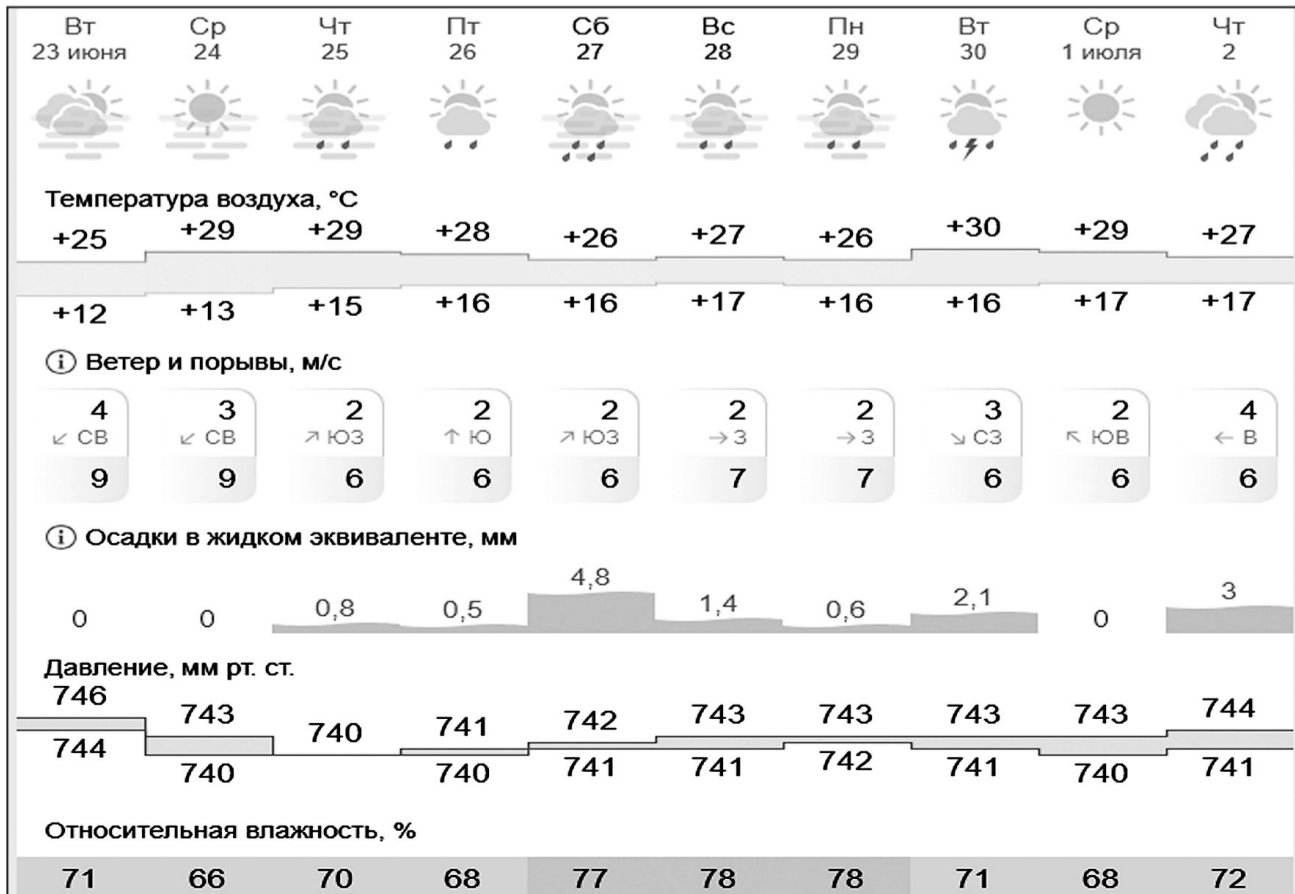 Вт Ср Чт Пт Сб Вс Пн Вт Ср Чт
23 июня 24 25 26 27 28 29 30 1 июля 2
Температура воздуха, °C
+25 +29 +29 +28 +26 +27 +26 +30 +29 +27
+12 +13 +15 +16 +16 +17 +16 +16 +17 +17
Ветер и порывы, м/с
4 3 2 2 2 2 2 3 2 4
↙ СВ ↙ СВ ↗ ЮЗ ↑ Ю ↗ ЮЗ → З → З ↘ СЗ ↖ ЮВ ← В
9 9 6 6 6 7 7 6 6 6
Осадки в жидком эквиваленте, мм
0 0 0,8 0,5 4,8 1,4 0,6 2,1 0 3
Давление, мм рт. ст.
746 743 740 741 742 743 743 743 743 744
744 740 740 741 741 742 741 740 741
Относительная влажность, %
71 66 70 68 77 78 78 71 68 72